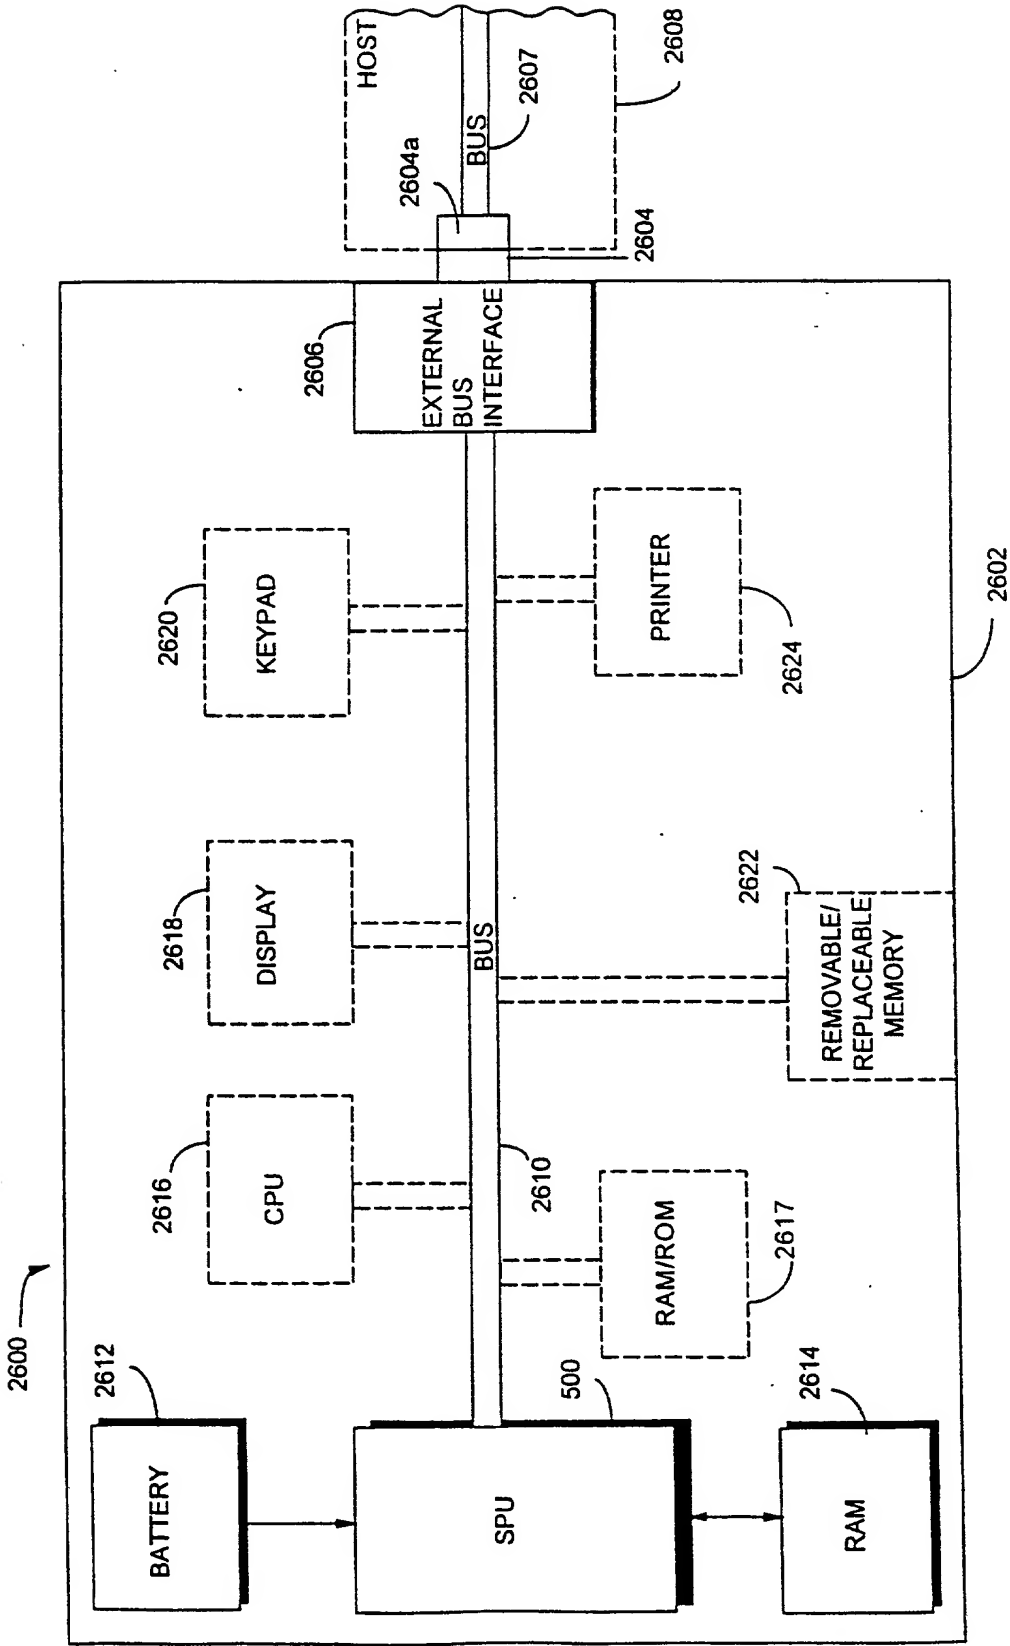 2600
BATTERY
2612
CPU
2616
DISPLAY
2618
KEYPAD
2620
2606
EXTERNAL
BUS
INTERFACE
HOST
2604a
BUS
2607
2604
2608
SPU
500
BUS
2610
RAM
2614
RAM/ROM
2617
REMOVABLE/
REPLACEABLE
MEMORY
2622
PRINTER
2624
2602